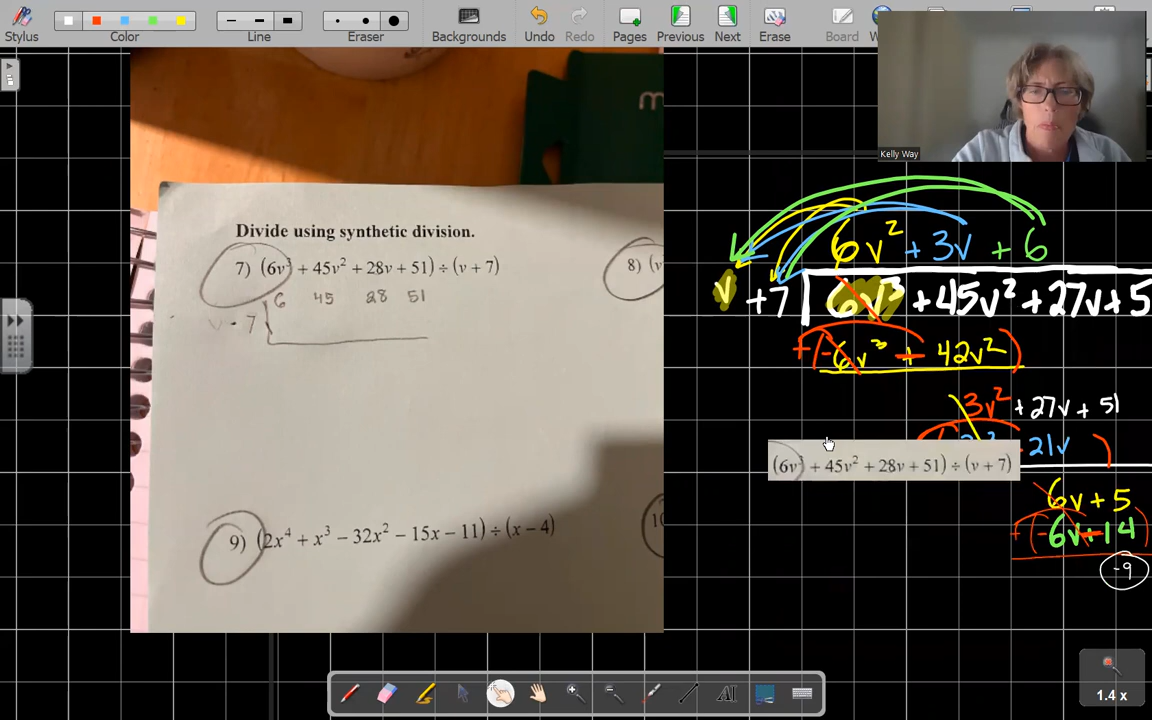 Stylus
Color
Line
Eraser
Backgrounds
Undo
Redo
Pages
Previous
Next
Erase
Board
Kelly Way
m
Divide using synthetic division.
7) (6v³ + 45v² + 28v + 51) ÷ (v + 7)
8) (v
6 45 28 51
v - 7
9) (2x⁴ + x³ − 32x² − 15x − 11) ÷ (x − 4)
10
6v² + 3v + 6
v + 7 6v³ + 45v² + 27v + 5
+(-6v³ + 42v²)
3v² + 27v + 51
21v )
(6v³ + 45v² + 28v + 51) ÷ (v + 7)
6v + 5
+(-6v + 14)
-9
1.4 x
AI